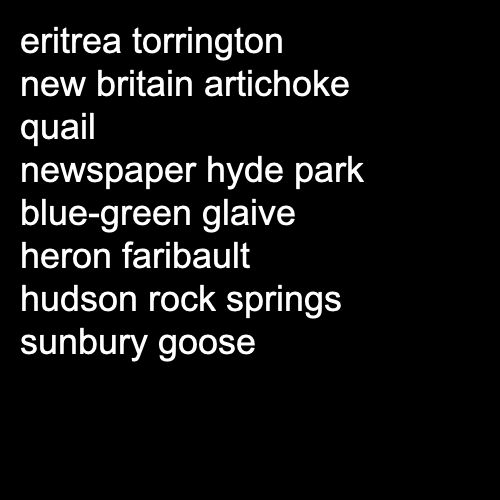 eritrea torrington
new britain artichoke
quail
newspaper hyde park
blue-green glaive
heron faribault
hudson rock springs
sunbury goose